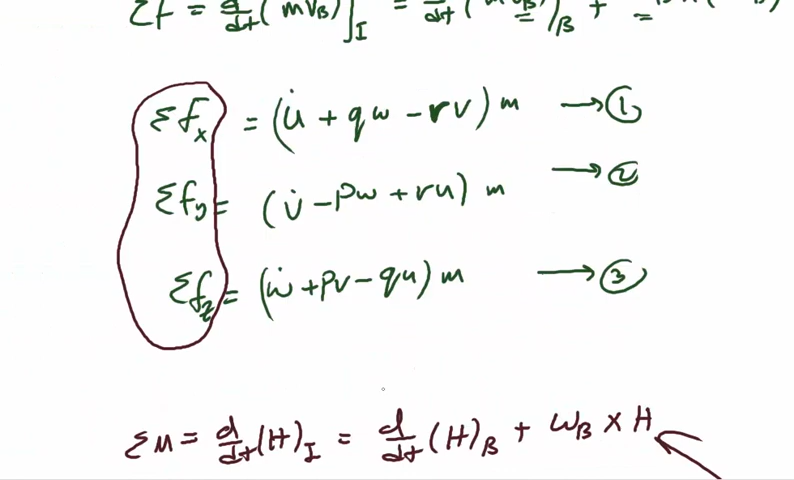 Σf = d/dt (mV_B)]_I = d/dt (m )_B +
Σf_x = (u̇ + qw - rv) m → ①
Σf_y = (v̇ - pw + ru) m → ②
Σf_z = (ẇ + pv - qu) m → ③
ΣM = d/dt (H)_I = d/dt (H)_B + ω_B × H